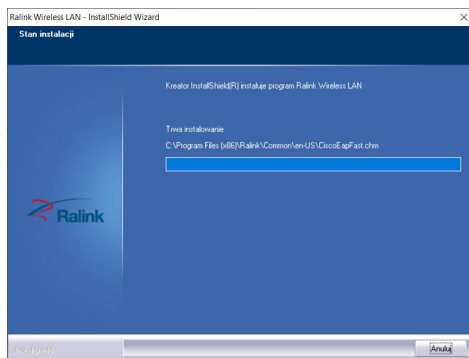 Ralink Wireless LAN - InstallShield Wizard
Stan instalacji
Kreator InstallShield(R) instaluje program Ralink Wireless LAN
Trwa instalowanie
C:\Program Files (x86)\Ralink\Common\en-US\CiscoEapFast.chm
Ralink
InstallShield
Anuluj